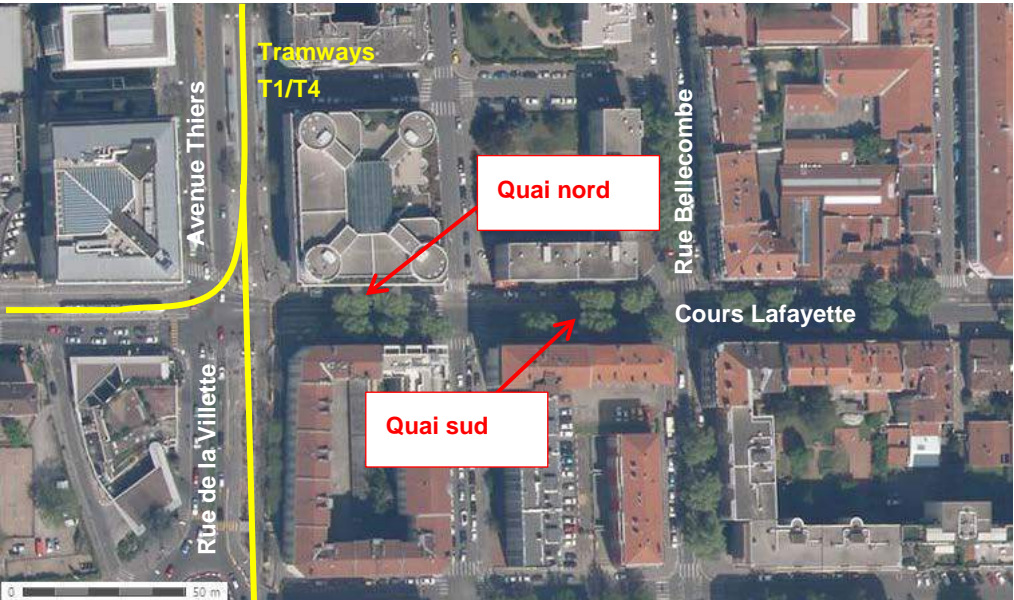 Tramways
T1/T4
Avenue Thiers
Rue Bellecombe
Quai nord
Cours Lafayette
Quai sud
Rue de la Villette
0 50 m